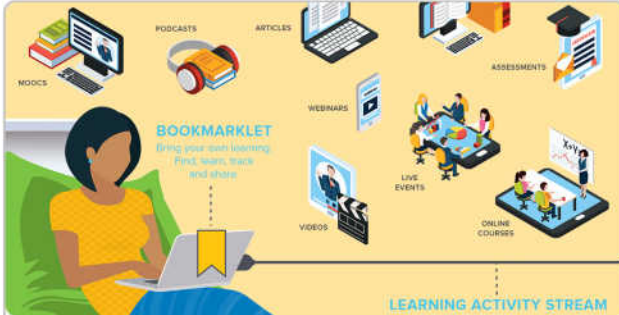 MOOCS
PODCASTS
ARTICLES
ASSESSMENTS
WEBINARS
BOOKMARKLET
Bring your own learning
Find, learn, track
and share
LIVE
EVENTS
X+Y
VIDEOS
ONLINE
COURSES
LEARNING ACTIVITY STREAM